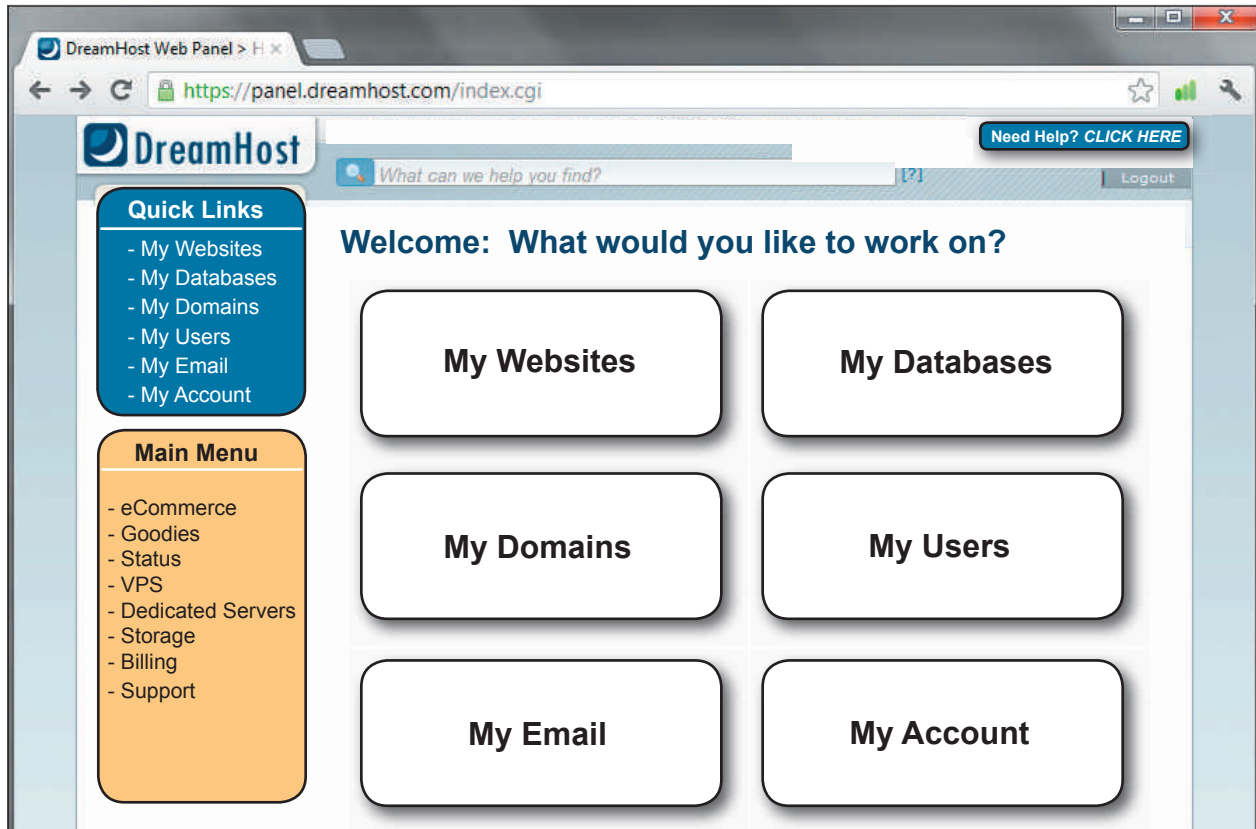 DreamHost Web Panel > H
https://panel.dreamhost.com/index.cgi
DreamHost
Need Help? CLICK HERE
What can we help you find?
[?]
Logout
Quick Links
- My Websites
- My Databases
- My Domains
- My Users
- My Email
- My Account
Main Menu
- eCommerce
- Goodies
- Status
- VPS
- Dedicated Servers
- Storage
- Billing
- Support
Welcome: What would you like to work on?
My Websites
My Databases
My Domains
My Users
My Email
My Account